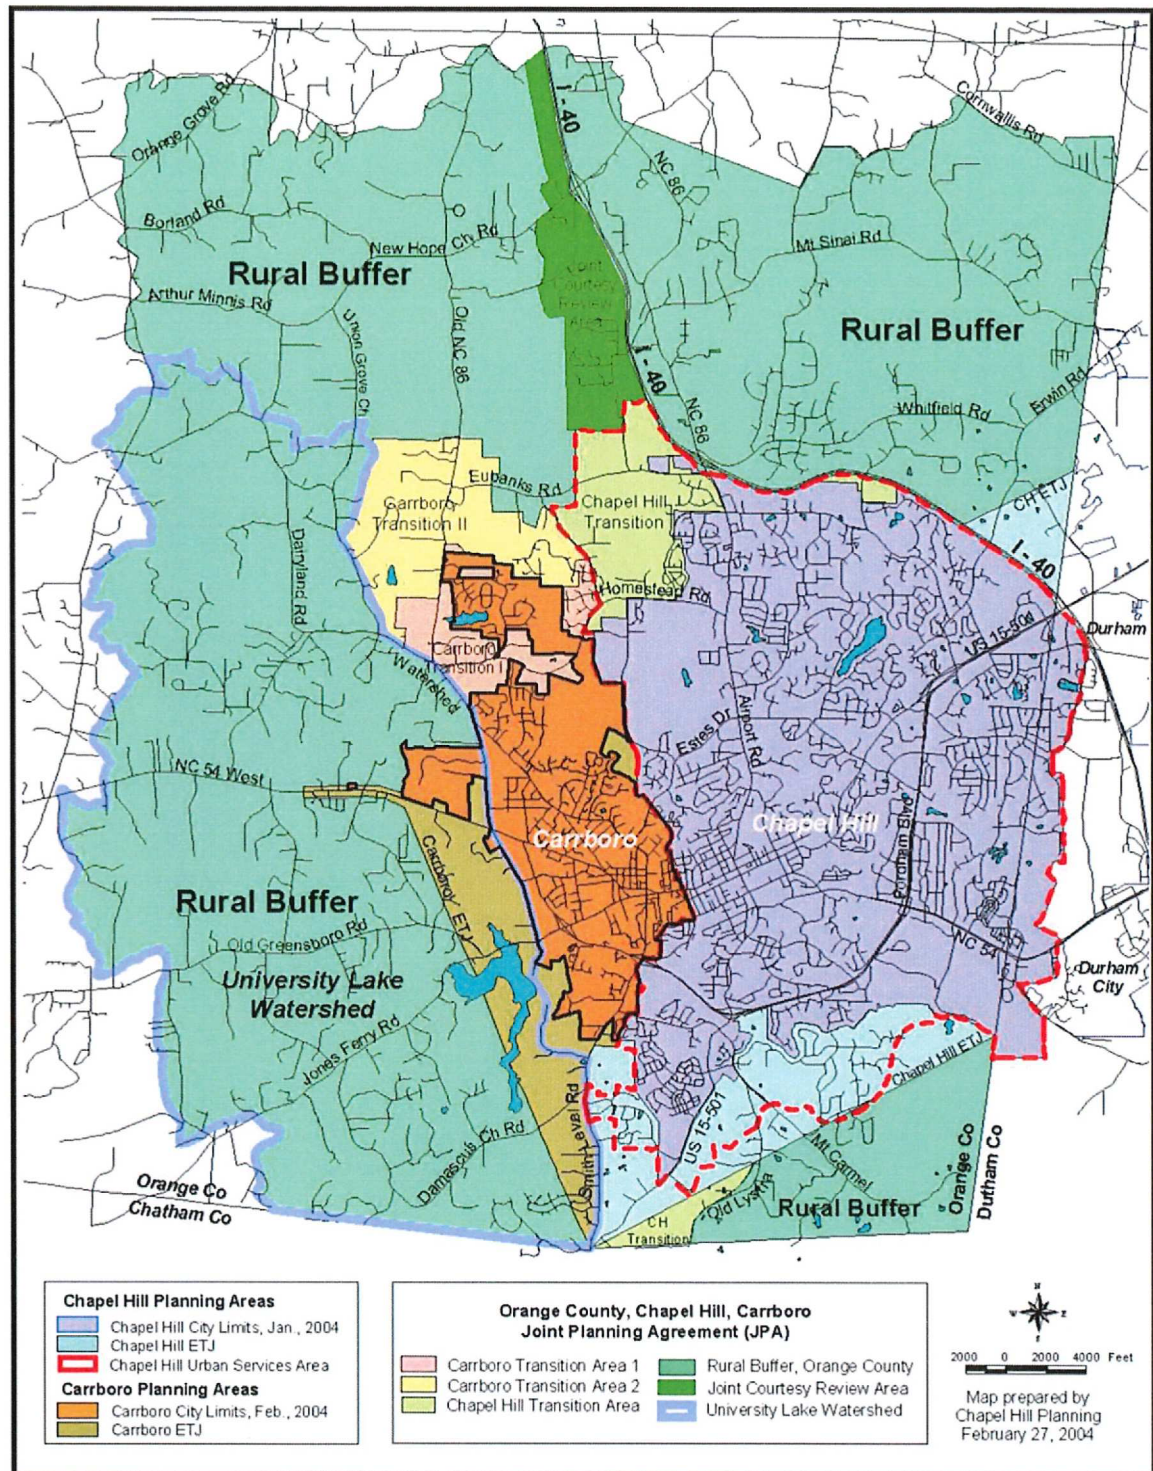 I - 40
Cornwallis Rd
Orange Grove Rd
NC 86
Borland Rd
New Hope Ch Rd
Mt Sinai Rd
Rural Buffer
Joint
Courtesy
Review
Area
Arthur Minnis Rd
Union Grove Ch
Old NC 86
Rural Buffer
I - 40
NC 86
Erwin Rd
Whitfield Rd
Eubanks Rd
Carrboro
Transition II
Chapel Hill
Transition
CH ETJ
I - 40
Dairyland Rd
Homestead Rd
Durham
US 15-501
Carrboro
Transition I
Watershed
Estes Dr
Airport Rd
NC 54 West
Carrboro
Chapel Hill
Fordham Blvd
Carrboro ETJ
Rural Buffer
Old Greensboro Rd
NC 54
University Lake
Watershed
Durham
City
Jones Ferry Rd
Chapel Hill ETJ
Smith Level Rd
US 15-501
Damascus Ch Rd
Mt Carmel
Old Lystra
Orange Co
Durham Co
Orange Co
Chatham Co
Rural Buffer
CH
Transition
Chapel Hill Planning Areas
Chapel Hill City Limits, Jan., 2004
Chapel Hill ETJ
Chapel Hill Urban Services Area
Carrboro Planning Areas
Carrboro City Limits, Feb., 2004
Carrboro ETJ
Orange County, Chapel Hill, Carrboro
Joint Planning Agreement (JPA)
Carrboro Transition Area 1
Carrboro Transition Area 2
Chapel Hill Transition Area
Rural Buffer, Orange County
Joint Courtesy Review Area
University Lake Watershed
N
W E
S
2000 0 2000 4000 Feet
Map prepared by
Chapel Hill Planning
February 27, 2004